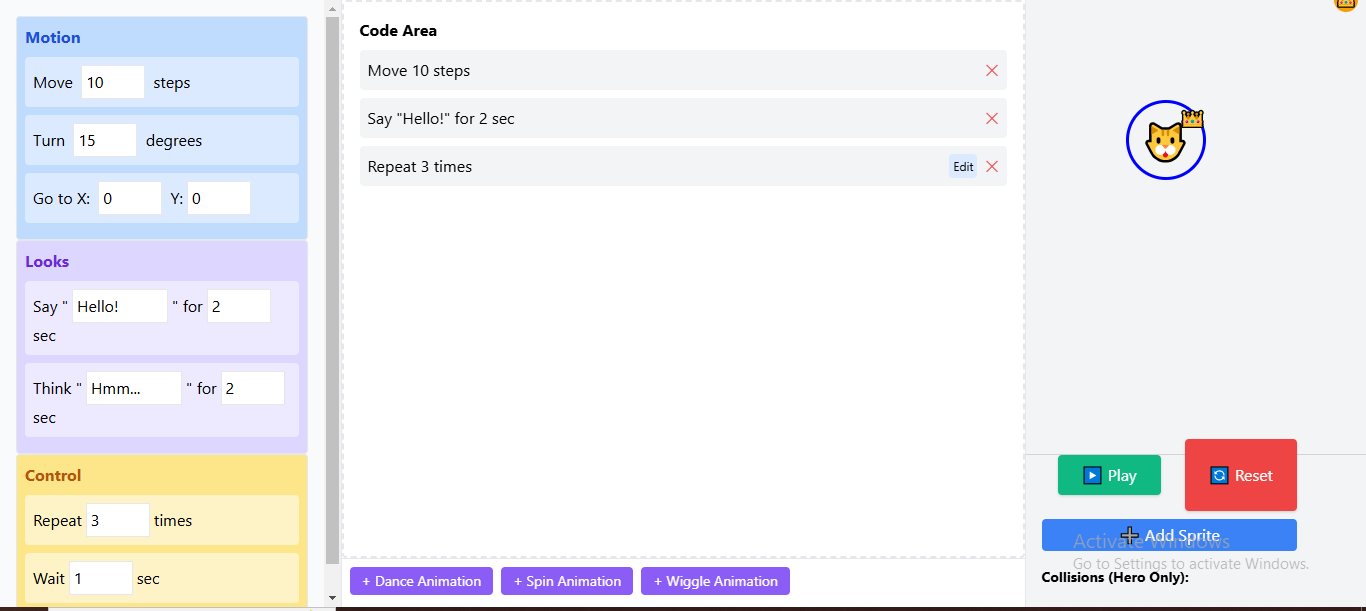 Motion
Move 10 steps
Turn 15 degrees
Go to X: 0 Y: 0
Looks
Say " Hello! " for 2
sec
Think " Hmm... " for 2
sec
Control
Repeat 3 times
Wait 1 sec
Code Area
Move 10 steps
Say "Hello!" for 2 sec
Repeat 3 times Edit
+ Dance Animation + Spin Animation + Wiggle Animation
Play Reset
Add Sprite
Activate Windows
Go to Settings to activate Windows.
Collisions (Hero Only):